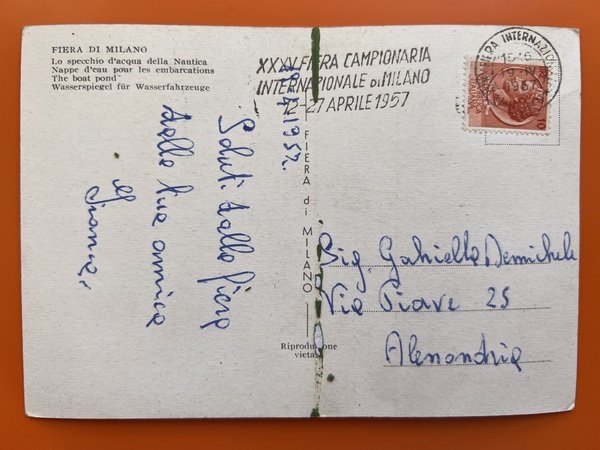 FIERA DI MILANO
Lo specchio d'acqua della Nautica
Nappe d'eau pour les embarcations
The boat pond
Wasserspiegel für Wasserfahrzeuge
XXXV FIERA CAMPIONARIA
INTERNAZIONALE DI MILANO
12-27 APRILE 1957
FIERA INTERNAZIONALE
1957
Saluti dalla fiera
dalla tua amica
FIERA di MILANO
Riproduzione
vietata
Sig. Gabriella Demichele
Via Piave 25
Alessandria